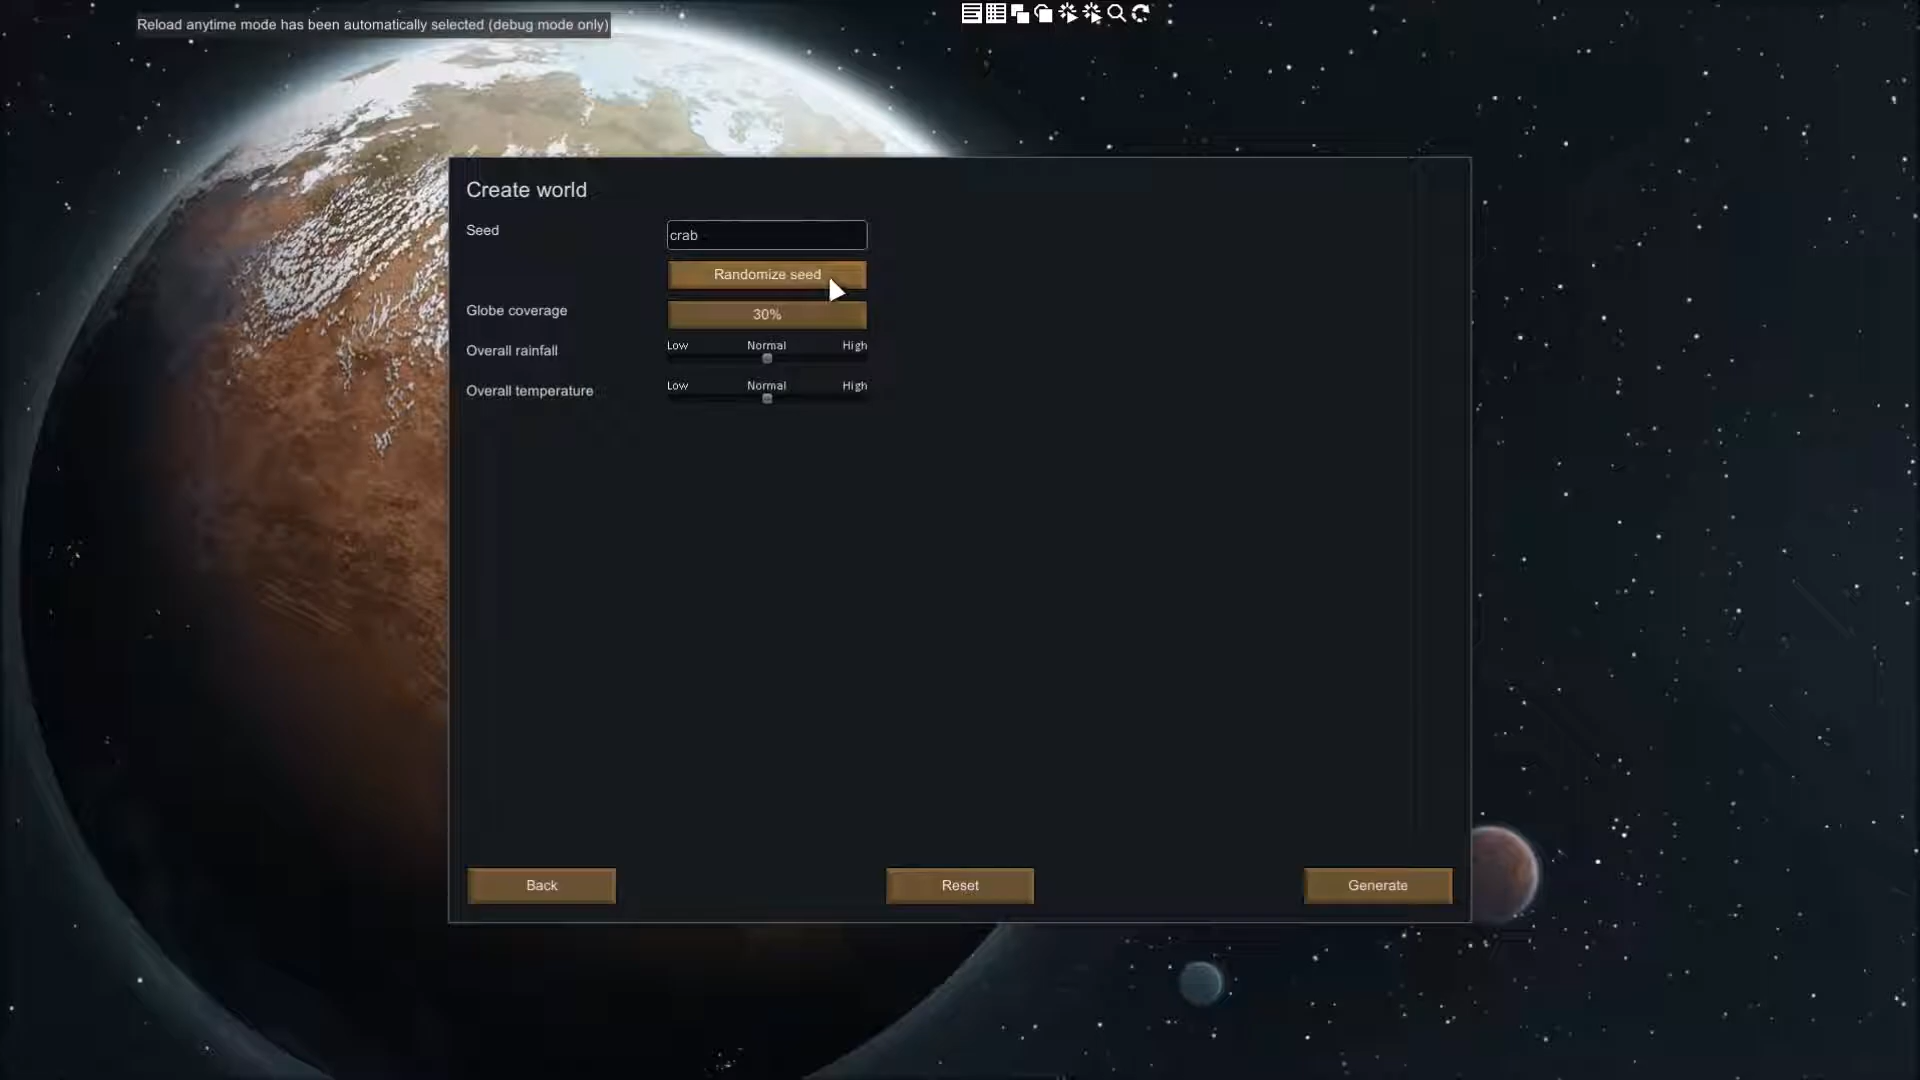 Reload anytime mode has been automatically selected (debug mode only)
Create world
Seed
crab
Randomize seed
Globe coverage
30%
Overall rainfall
Low Normal High
Overall temperature
Low Normal High
Back
Reset
Generate